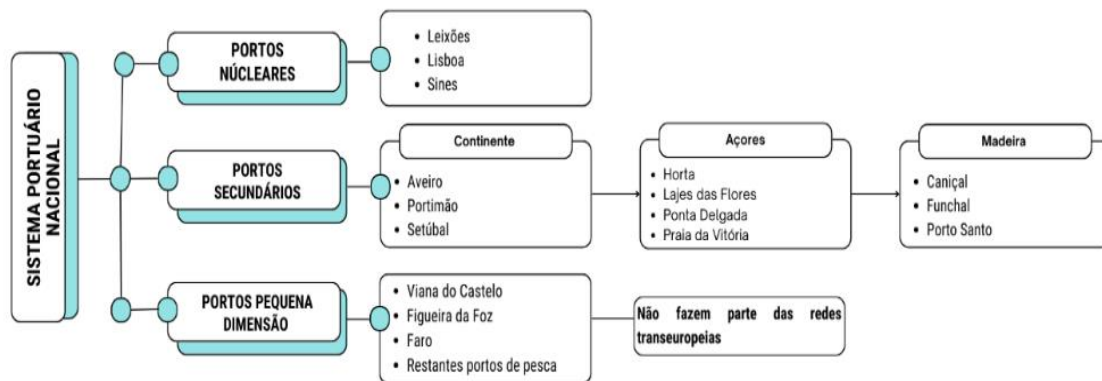 SISTEMA PORTUÁRIO
NACIONAL
PORTOS
NÚCLEARES
• Leixões
• Lisboa
• Sines
PORTOS
SECUNDÁRIOS
Continente
• Aveiro
• Portimão
• Setúbal
Açores
• Horta
• Lajes das Flores
• Ponta Delgada
• Praia da Vitória
Madeira
• Caniçal
• Funchal
• Porto Santo
PORTOS PEQUENA
DIMENSÃO
• Viana do Castelo
• Figueira da Foz
• Faro
• Restantes portos de pesca
Não fazem parte das redes
transeuropeias